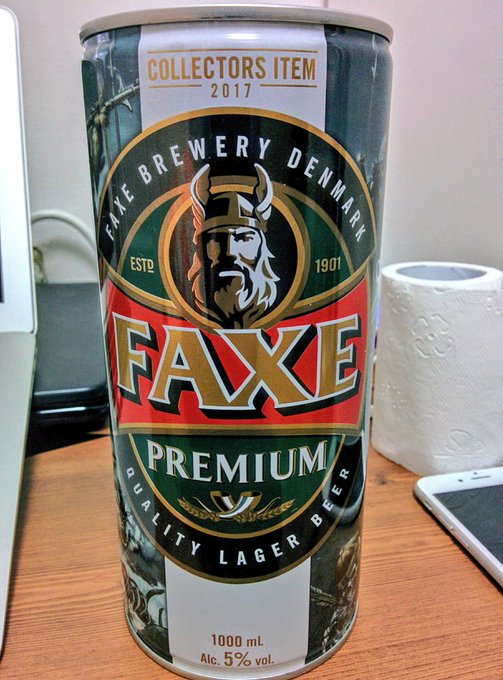 COLLECTORS ITEM
2017
FAXE BREWERY DENMARK
ESTD 1901
FAXE
PREMIUM
QUALITY LAGER BEER
1000 mL
Alc. 5% vol.